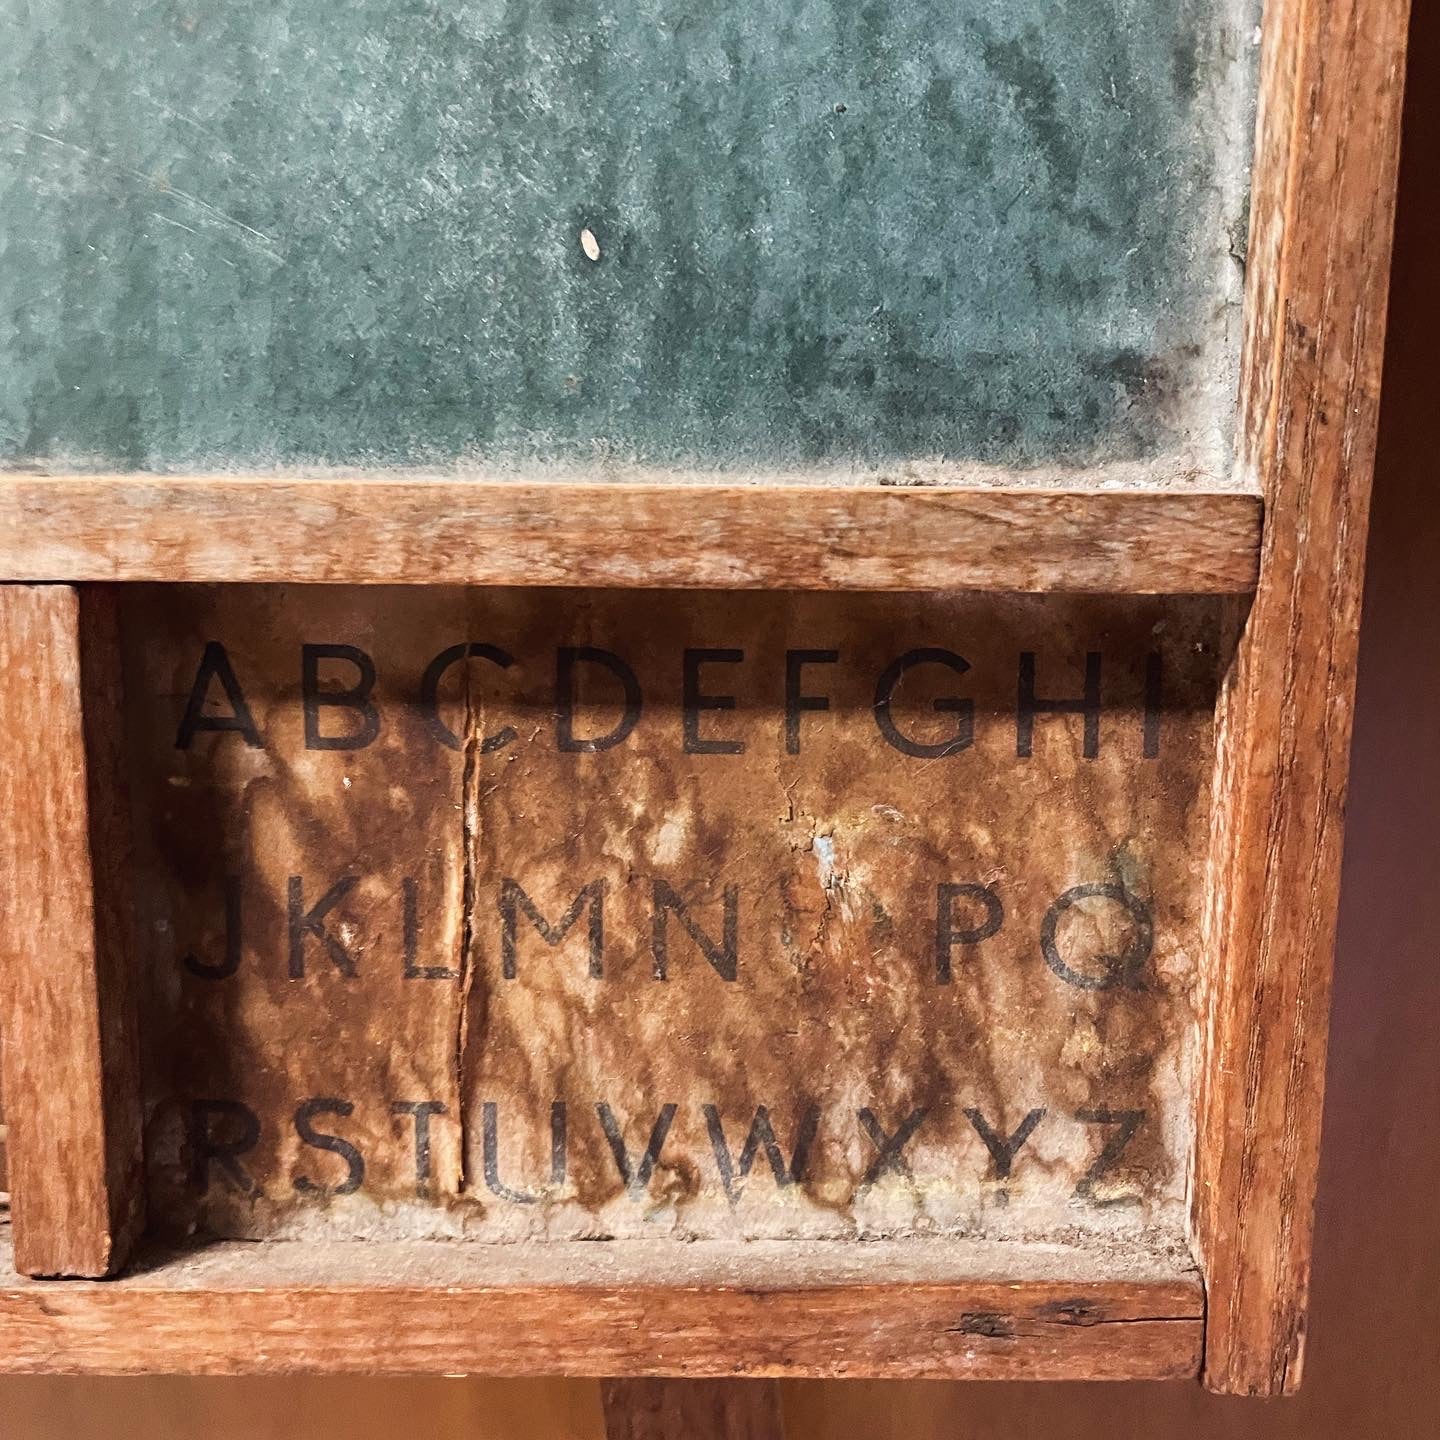 ABCDEFGHI
JKLMN PQ
RSTUVWXYZ